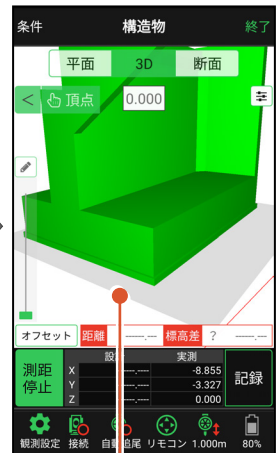 条件 構造物 終了
平面 3D 断面
< 頂点 0.000
オフセット 距離 ----.--- 標高差 ? ----.---
設 実測
測距停止 X ----.--- -8.855 記録
Y ----.--- -3.327
Z ----.--- 0.000
観測設定 接続 自動追尾 リモコン 1.000m 80%